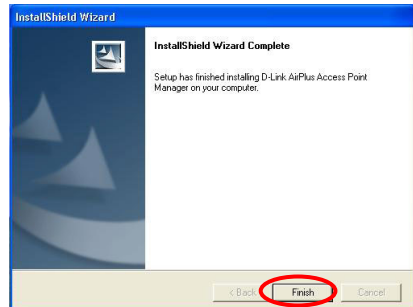 InstallShield Wizard
InstallShield Wizard Complete
Setup has finished installing D-Link AirPlus Access Point
Manager on your computer.
< Back Finish Cancel